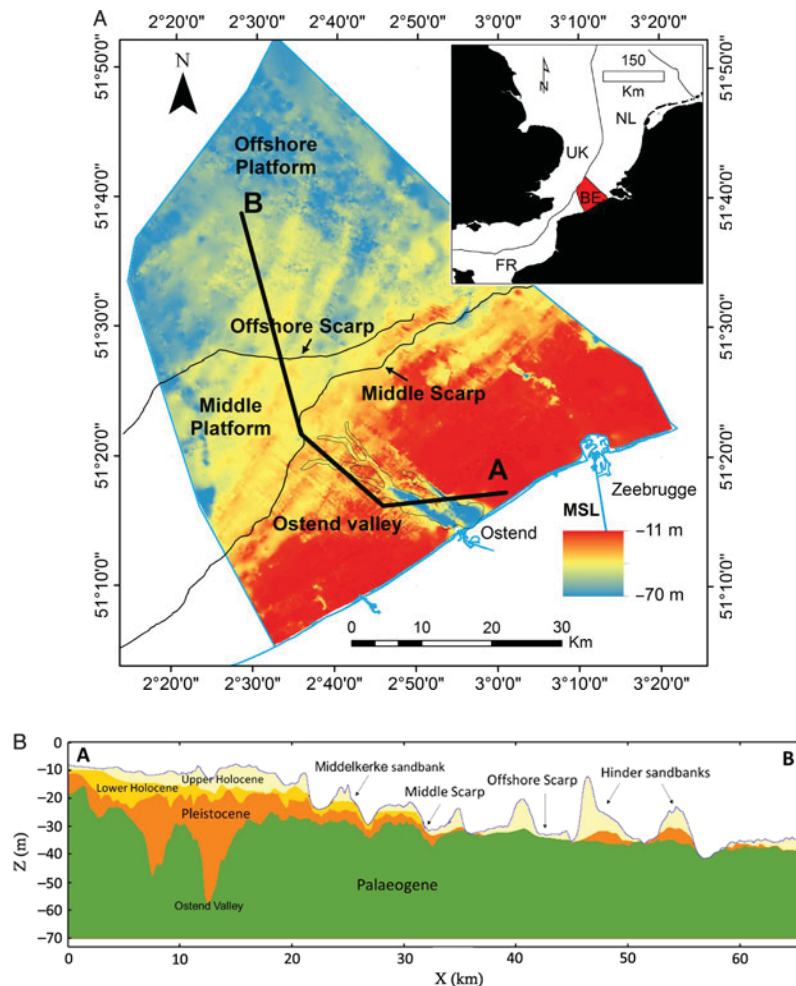 A
2°20'0" 2°30'0" 2°40'0" 2°50'0" 3°0'0" 3°10'0" 3°20'0"
51°50'0"
51°40'0"
51°30'0"
51°20'0"
51°10'0"
N
Offshore
Platform
B
Offshore Scarp
Middle Scarp
Middle
Platform
A
Ostend valley
Ostend
Zeebrugge
MSL
−11 m
−70 m
0 5 10 20 30
Km
150
Km
N
NL
UK
BE
FR
51°50'0"
51°40'0"
51°30'0"
51°20'0"
51°10'0"
2°20'0" 2°30'0" 2°40'0" 2°50'0" 3°0'0" 3°10'0" 3°20'0"
B
A
B
Upper Holocene
Lower Holocene
Pleistocene
Middelkerke sandbank
Middle Scarp
Offshore Scarp
Hinder sandbanks
Palaeogene
Ostend Valley
Z (m)
0
−10
−20
−30
−40
−50
−60
−70
0 10 20 30 40 50 60
X (km)